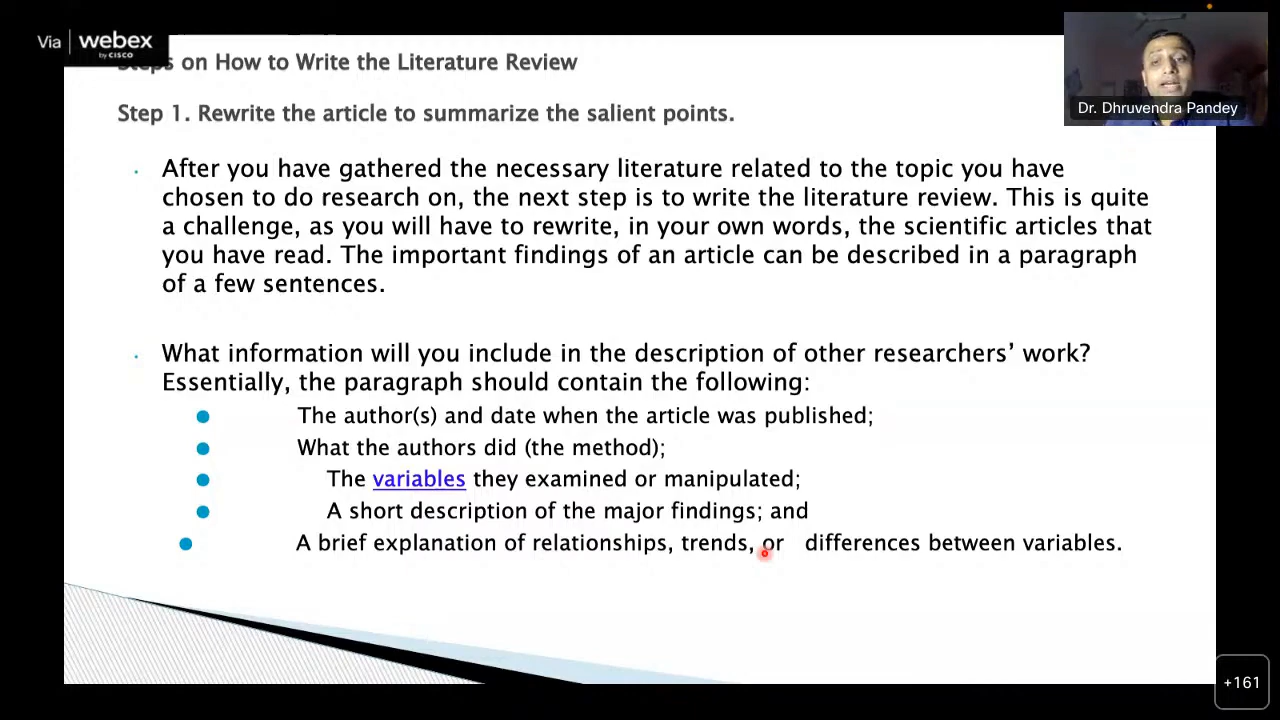 Via webex
by CISCO
Steps on How to Write the Literature Review
Dr. Dhruvendra Pandey
Step 1. Rewrite the article to summarize the salient points.
After you have gathered the necessary literature related to the topic you have
chosen to do research on, the next step is to write the literature review. This is quite
a challenge, as you will have to rewrite, in your own words, the scientific articles that
you have read. The important findings of an article can be described in a paragraph
of a few sentences.
What information will you include in the description of other researchers’ work?
Essentially, the paragraph should contain the following:
The author(s) and date when the article was published;
What the authors did (the method);
The variables they examined or manipulated;
A short description of the major findings; and
A brief explanation of relationships, trends, or differences between variables.
+161